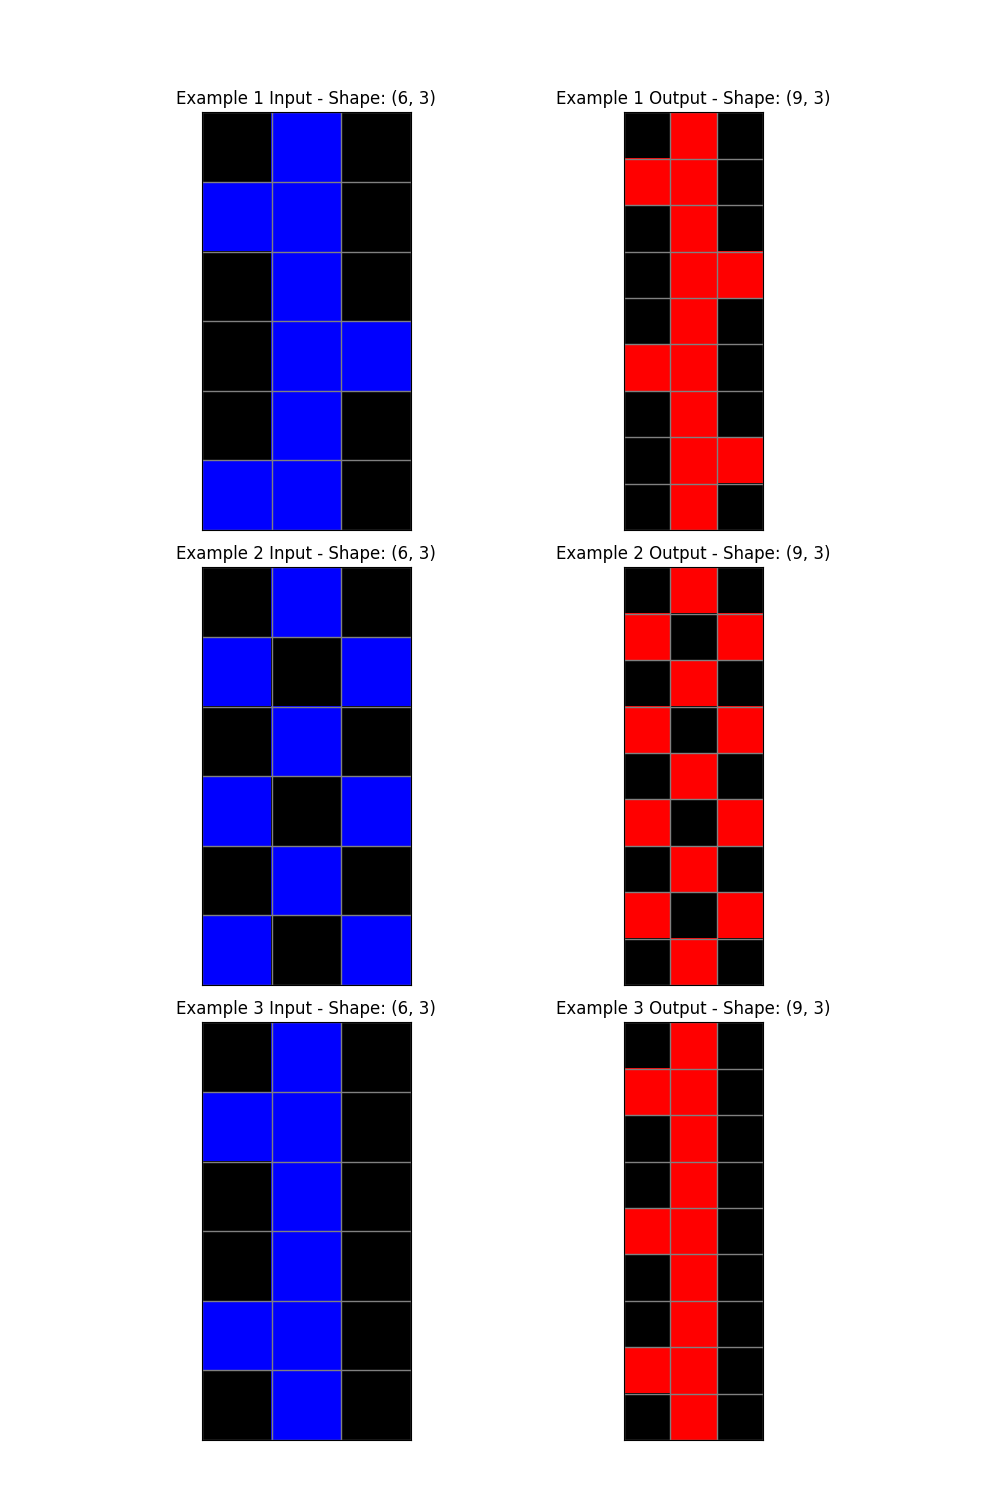 Example 1 Input - Shape: (6, 3)
Example 1 Output - Shape: (9, 3)
Example 2 Input - Shape: (6, 3)
Example 2 Output - Shape: (9, 3)
Example 3 Input - Shape: (6, 3)
Example 3 Output - Shape: (9, 3)